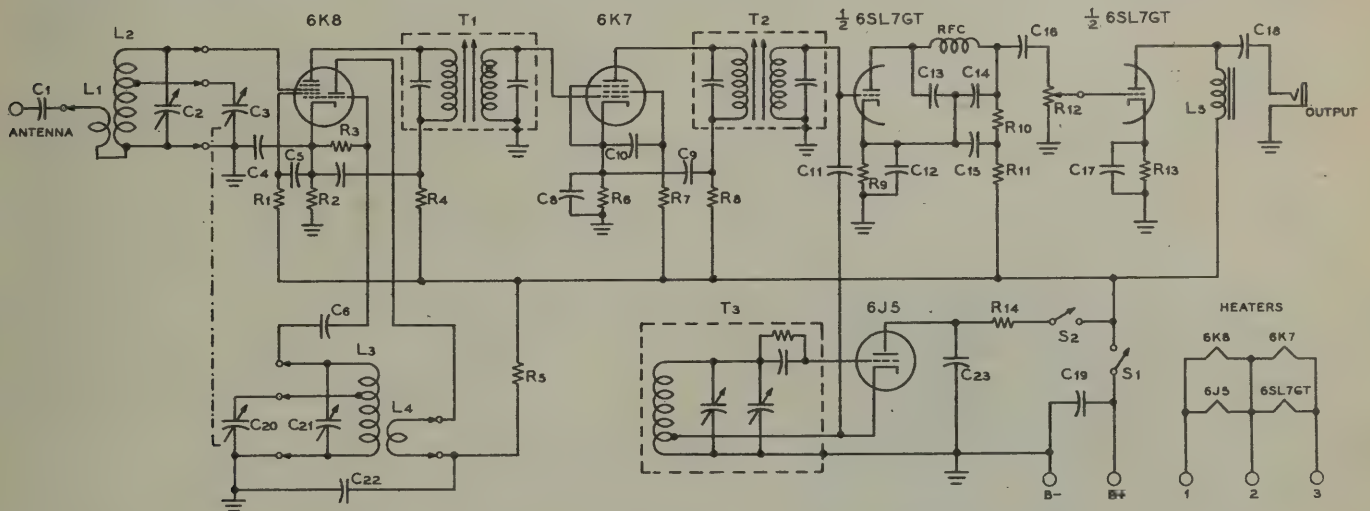 6K8
T1
6K7
T2
½ 6SL7GT
½ 6SL7GT
L2
RFC
C16
C18
C1
L1
C2
C3
C13
C14
R12
L5
ANTENNA
OUTPUT
R3
R10
C4
C5
C10
C9
C11
C15
R1
R2
R4
C8
R6
R7
R8
R9
C12
R11
C17
R13
C6
T3
6J5
R14
S2
HEATERS
6K8
6K7
L3
R5
S1
L4
C23
C19
6J5
6SL7GT
C20
C21
C22
B-
B+
1
2
3